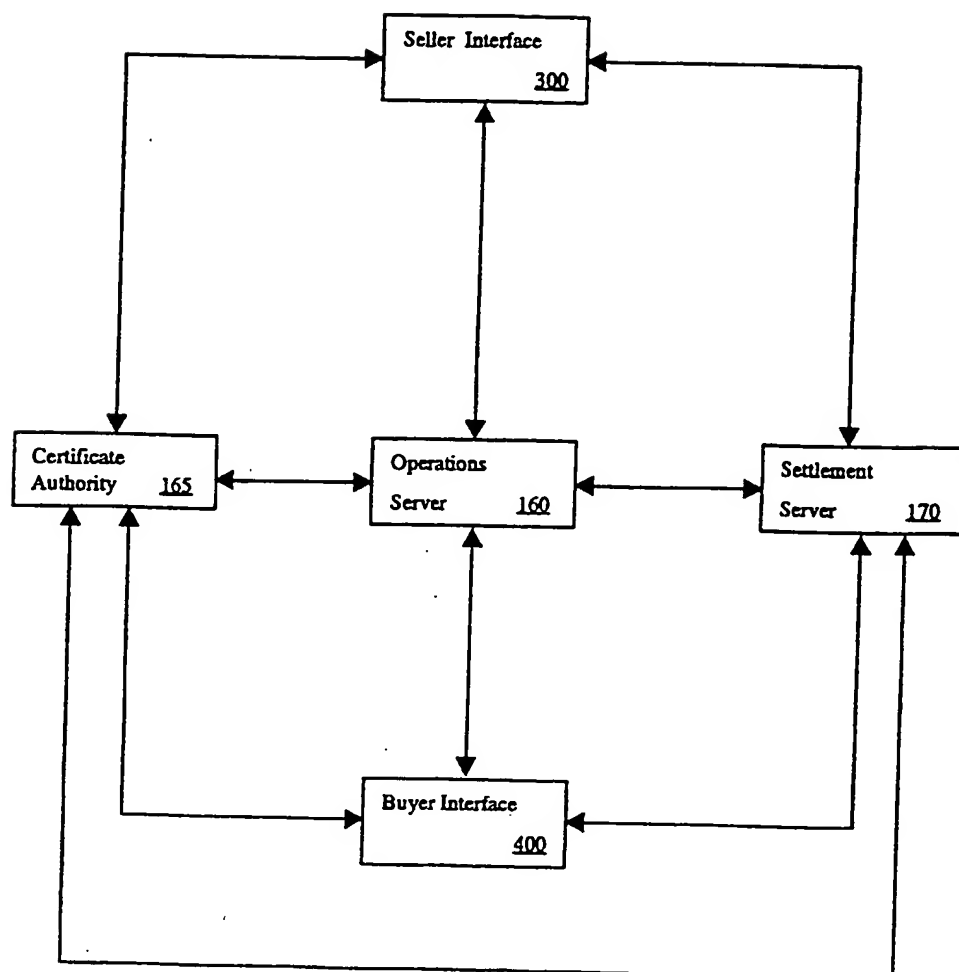 Seller Interface
300
Certificate
Authority 165
Operations
Server 160
Settlement
Server 170
Buyer Interface
400